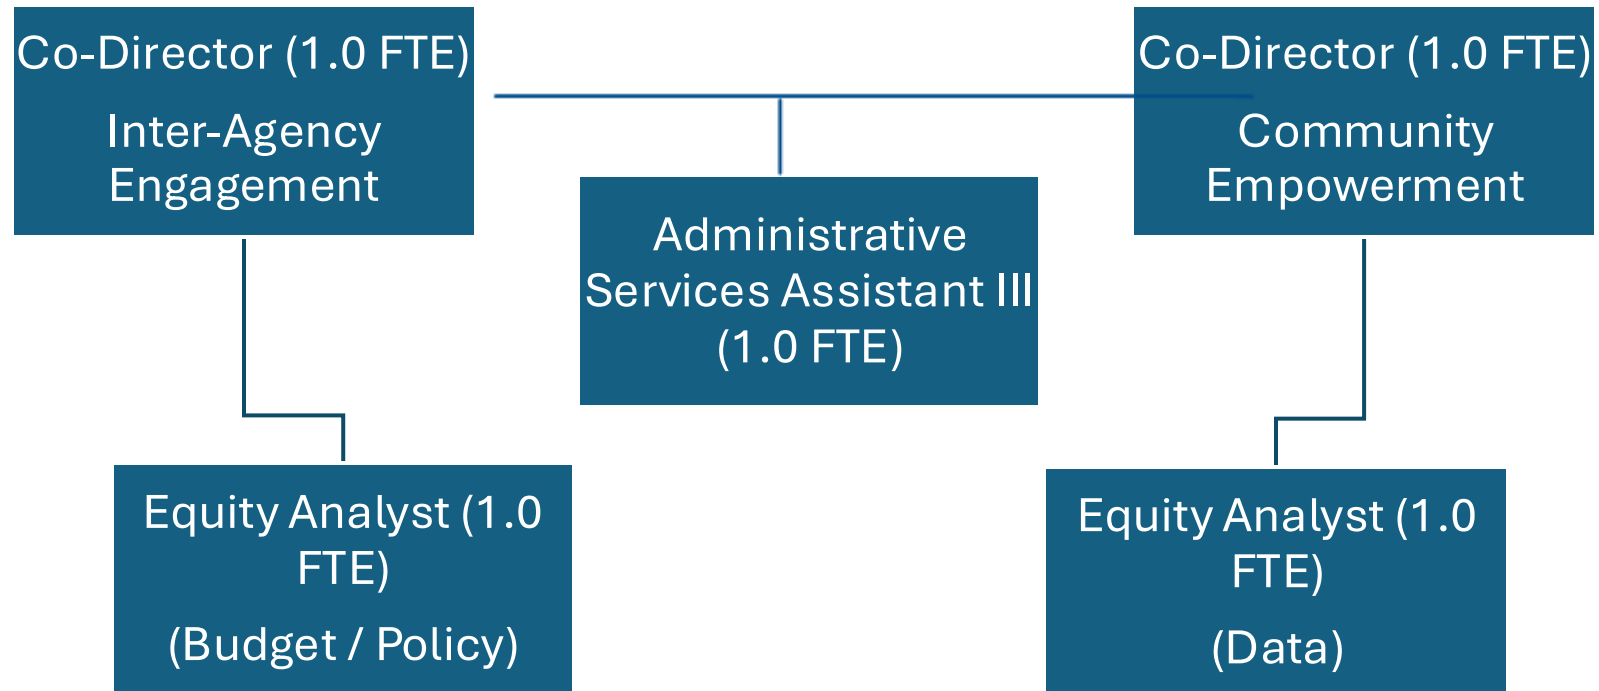 Co-Director (1.0 FTE)
Inter-Agency
Engagement
Co-Director (1.0 FTE)
Community
Empowerment
Administrative
Services Assistant III
(1.0 FTE)
Equity Analyst (1.0
FTE)
(Budget / Policy)
Equity Analyst (1.0
FTE)
(Data)